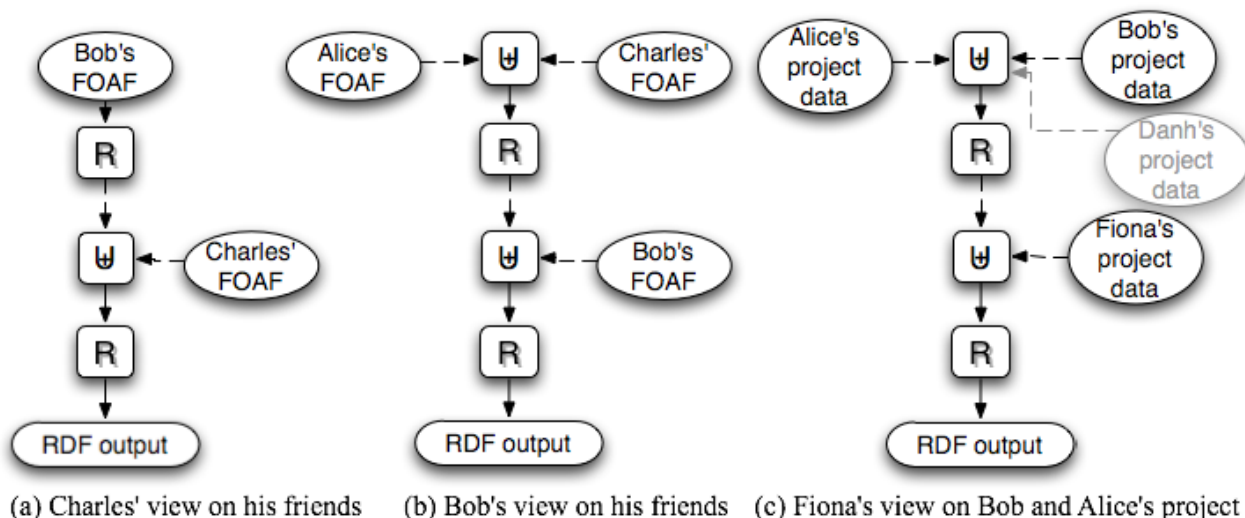 Bob's
FOAF
R
⊎
Charles'
FOAF
R
RDF output
(a) Charles' view on his friends
Alice's
FOAF
⊎
Charles'
FOAF
R
⊎
Bob's
FOAF
R
RDF output
(b) Bob's view on his friends
Alice's
project
data
⊎
Bob's
project
data
Danh's
project
data
R
⊎
Fiona's
project
data
R
RDF output
(c) Fiona's view on Bob and Alice's project